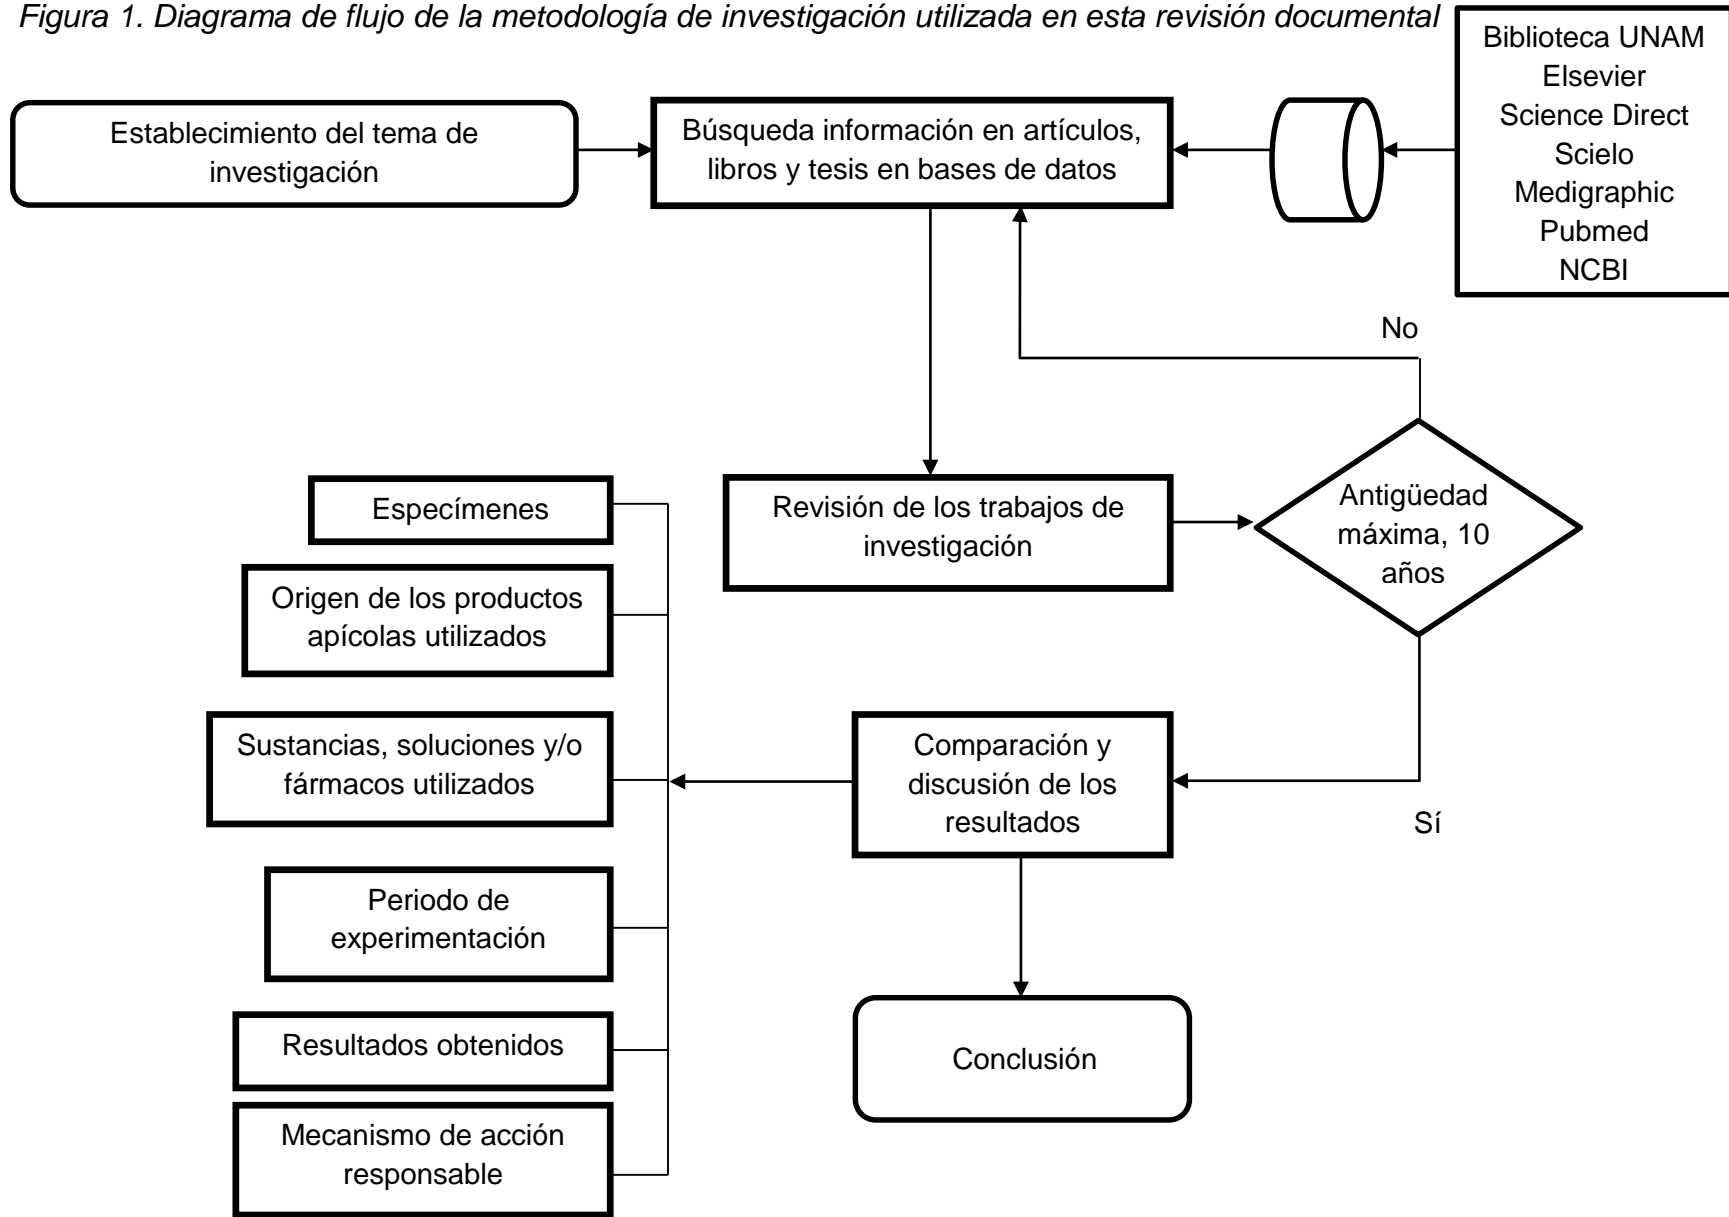 Figura 1. Diagrama de flujo de la metodología de investigación utilizada en esta revisión documental
Biblioteca UNAM
Elsevier
Science Direct
Scielo
Medigraphic
Pubmed
NCBI
Establecimiento del tema de
investigación
Búsqueda información en artículos,
libros y tesis en bases de datos
No
Revisión de los trabajos de
investigación
Antigüedad
máxima, 10
años
Especímenes
Origen de los productos
apícolas utilizados
Sustancias, soluciones y/o
fármacos utilizados
Comparación y
discusión de los
resultados
Sí
Periodo de
experimentación
Resultados obtenidos
Conclusión
Mecanismo de acción
responsable